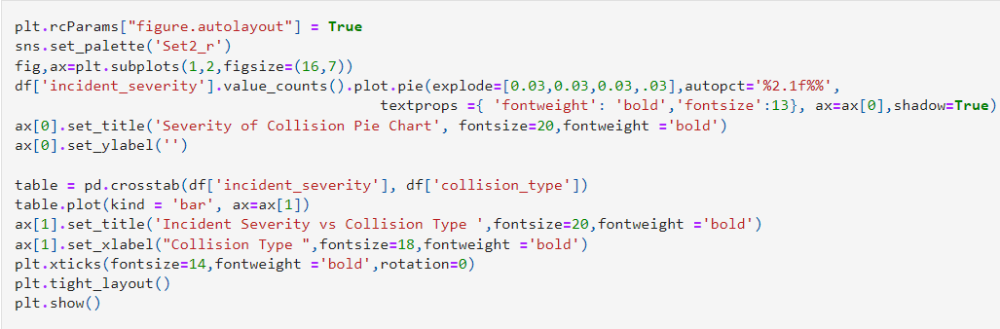 plt.rcParams["figure.autolayout"] = True
sns.set_palette('Set2_r')
fig,ax=plt.subplots(1,2,figsize=(16,7))
df['incident_severity'].value_counts().plot.pie(explode=[0.03,0.03,0.03,.03],autopct='%2.1f%%',
textprops ={ 'fontweight': 'bold','fontsize':13}, ax=ax[0],shadow=True)
ax[0].set_title('Severity of Collision Pie Chart', fontsize=20,fontweight ='bold')
ax[0].set_ylabel('')
table = pd.crosstab(df['incident_severity'], df['collision_type'])
table.plot(kind = 'bar', ax=ax[1])
ax[1].set_title('Incident Severity vs Collision Type ',fontsize=20,fontweight ='bold')
ax[1].set_xlabel("Collision Type ",fontsize=18,fontweight ='bold')
plt.xticks(fontsize=14,fontweight ='bold',rotation=0)
plt.tight_layout()
plt.show()